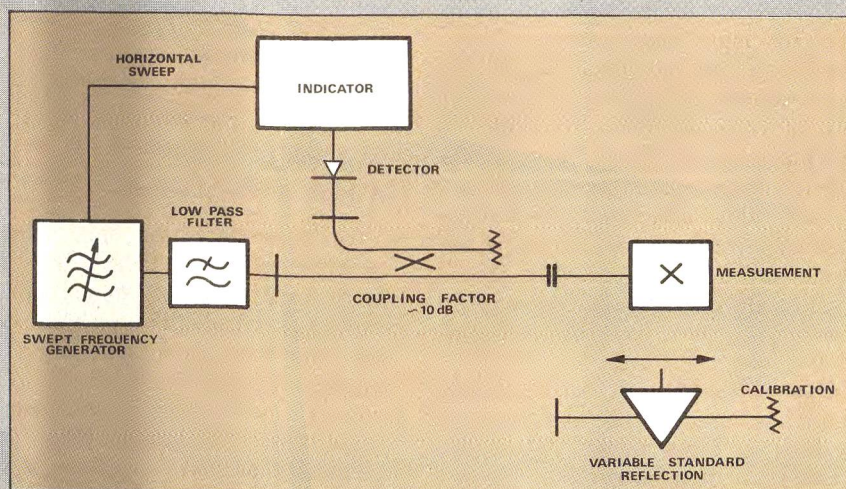 HORIZONTAL
SWEEP
INDICATOR
DETECTOR
LOW PASS
FILTER
COUPLING FACTOR
~10 dB
MEASUREMENT
SWEPT FREQUENCY
GENERATOR
CALIBRATION
VARIABLE STANDARD
REFLECTION